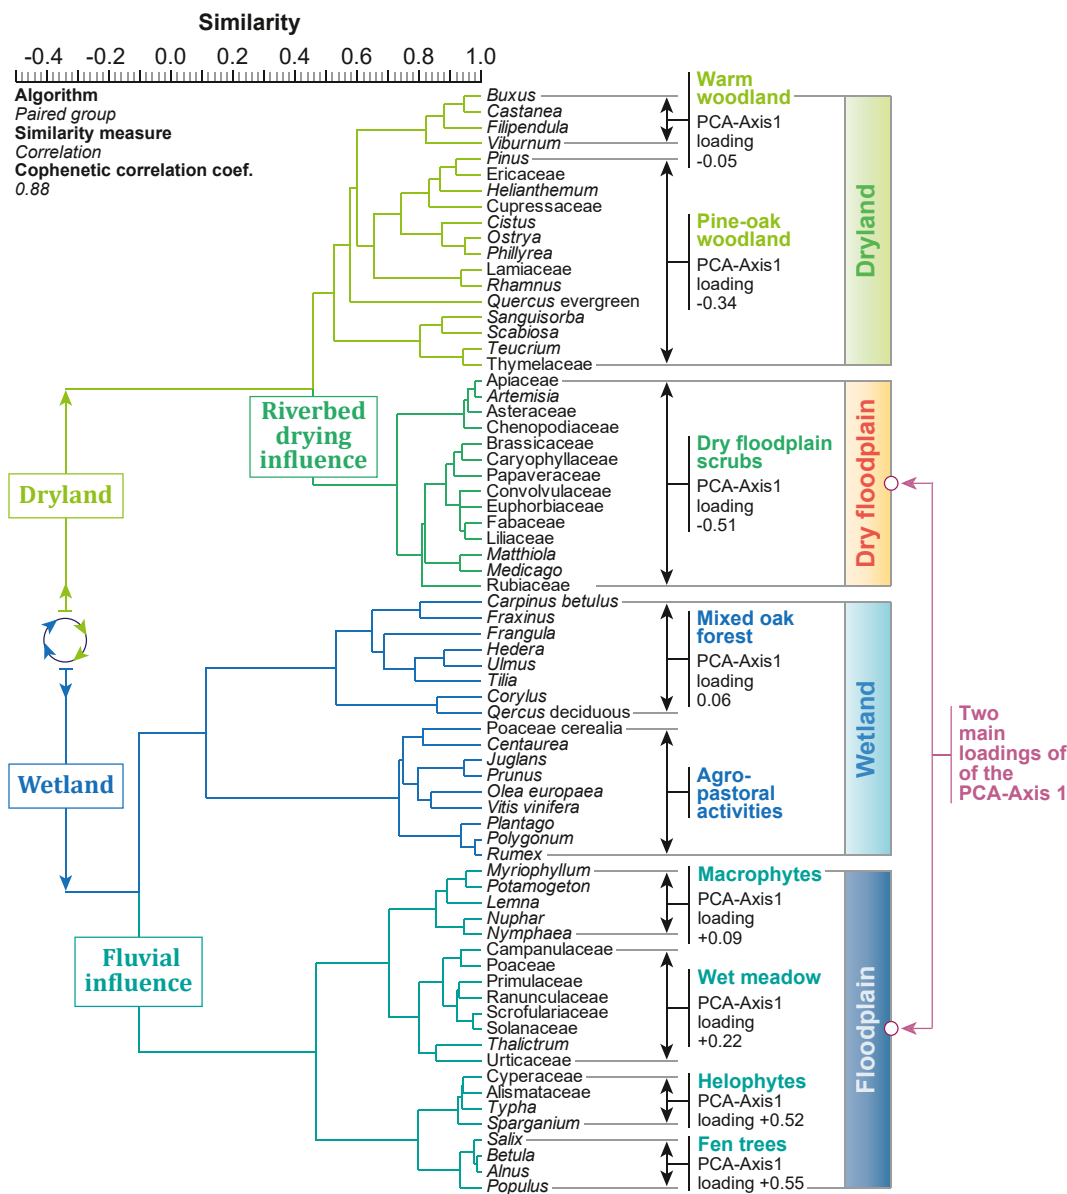 Similarity
-0.4 -0.2 0.0 0.2 0.4 0.6 0.8 1.0
Algorithm
Paired group
Similarity measure
Correlation
Cophenetic correlation coef.
0.88
Buxus
Castanea
Filipendula
Viburnum
Pinus
Ericaceae
Helianthemum
Cupressaceae
Cistus
Ostrya
Phillyrea
Lamiaceae
Rhamnus
Quercus evergreen
Sanguisorba
Scabiosa
Teucrium
Thymelaceae
Apiaceae
Artemisia
Asteraceae
Chenopodiaceae
Brassicaceae
Caryophyllaceae
Papaveraceae
Convolvulaceae
Euphorbiaceae
Fabaceae
Liliaceae
Matthiola
Medicago
Rubiaceae
Carpinus betulus
Fraxinus
Frangula
Hedera
Ulmus
Tilia
Corylus
Qercus deciduous
Poaceae cerealia
Centaurea
Juglans
Prunus
Olea europaea
Vitis vinifera
Plantago
Polygonum
Rumex
Myriophyllum
Potamogeton
Lemna
Nuphar
Nymphaea
Campanulaceae
Poaceae
Primulaceae
Ranunculaceae
Scrofulariaceae
Solanaceae
Thalictrum
Urticaceae
Cyperaceae
Alismataceae
Typha
Sparganium
Salix
Betula
Alnus
Populus
Riverbed
drying
influence
Dryland
Wetland
Fluvial
influence
Warm
woodland
PCA-Axis1
loading
-0.05
Pine-oak
woodland
PCA-Axis1
loading
-0.34
Dry floodplain
scrubs
PCA-Axis1
loading
-0.51
Mixed oak
forest
PCA-Axis1
loading
0.06
Agro-
pastoral
activities
Macrophytes
PCA-Axis1
loading
+0.09
Wet meadow
PCA-Axis1
loading
+0.22
Helophytes
PCA-Axis1
loading +0.52
Fen trees
PCA-Axis1
loading +0.55
Dryland
Dry floodplain
Wetland
Floodplain
Two
main
loadings of
of the
PCA-Axis 1